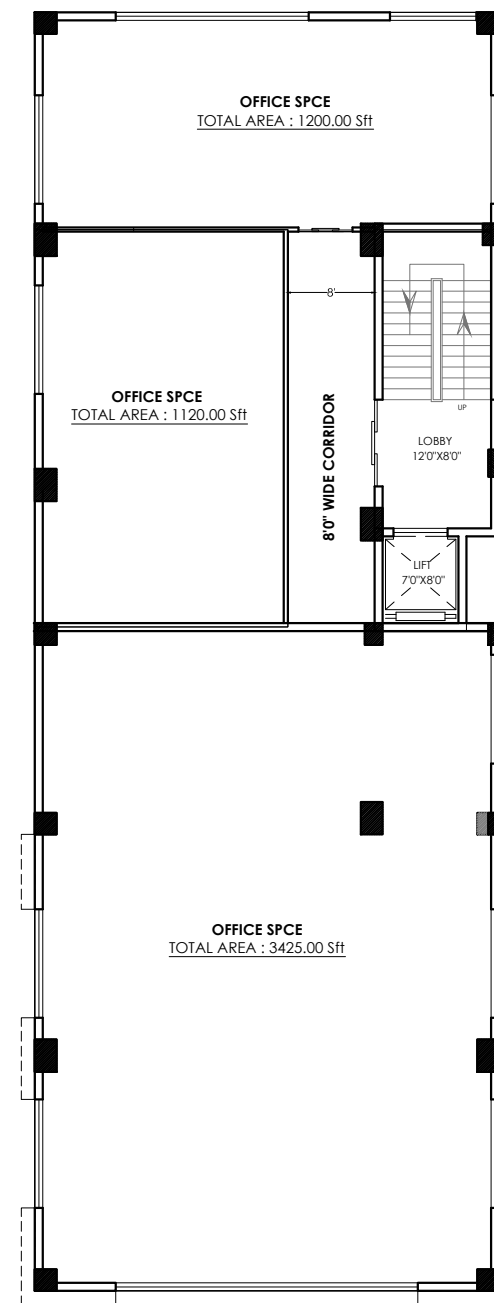 OFFICE SPCE
TOTAL AREA : 1200.00 Sft
8'
OFFICE SPCE
TOTAL AREA : 1120.00 Sft
8'0" WIDE CORRIDOR
UP
LOBBY
12'0"X8'0"
LIFT
7'0"X8'0"
OFFICE SPCE
TOTAL AREA : 3425.00 Sft